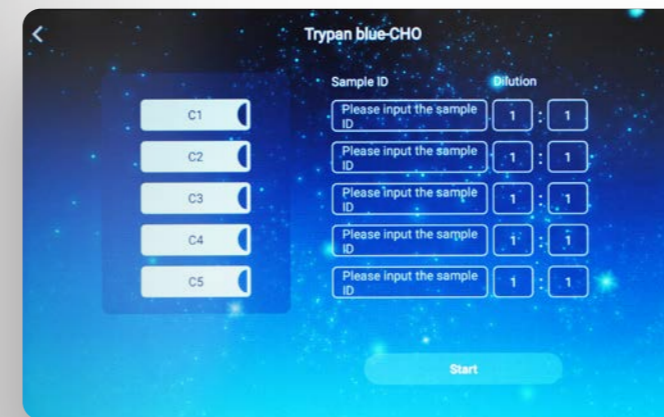 Trypan blue-CHO
Sample ID Dilution
C1 Please input the sample ID 1 : 1
C2 Please input the sample ID 1 : 1
C3 Please input the sample ID 1 : 1
C4 Please input the sample ID 1 : 1
C5 Please input the sample ID 1 : 1
Start